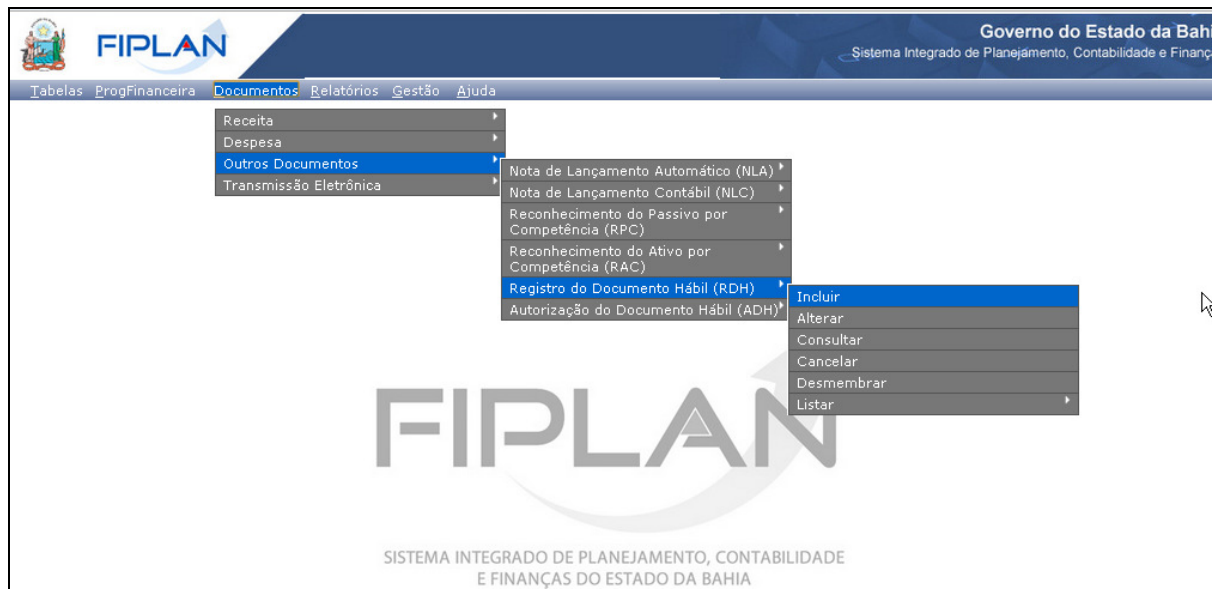 FIPLAN
Governo do Estado da Bahi
Sistema Integrado de Planejamento, Contabilidade e Finanç
Tabelas ProgFinanceira Documentos Relatórios Gestão Ajuda
Receita
Despesa
Outros Documentos
Transmissão Eletrônica
Nota de Lançamento Automático (NLA)
Nota de Lançamento Contábil (NLC)
Reconhecimento do Passivo por
Competência (RPC)
Reconhecimento do Ativo por
Competência (RAC)
Registro do Documento Hábil (RDH)
Autorização do Documento Hábil (ADH)
Incluir
Alterar
Consultar
Cancelar
Desmembrar
Listar
FIPLAN
SISTEMA INTEGRADO DE PLANEJAMENTO, CONTABILIDADE
E FINANÇAS DO ESTADO DA BAHIA